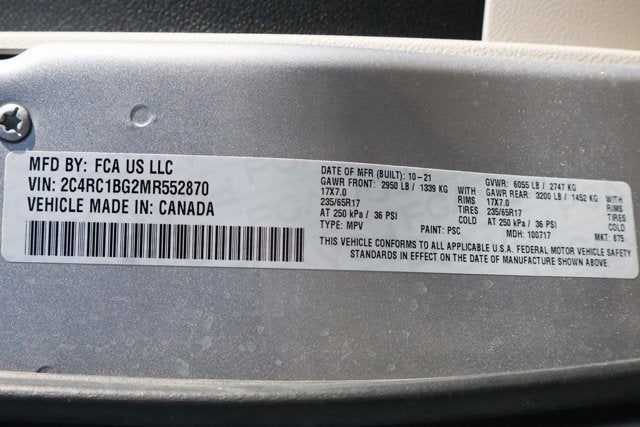 MFD BY: FCA US LLC
VIN: 2C4RC1BG2MR552870
VEHICLE MADE IN: CANADA
DATE OF MFR (BUILT): 10-21
GVWR: 6055 LB / 2747 KG
GAWR FRONT: 2950 LB / 1339 KG WITH
GAWR REAR: 3200 LB / 1452 KG WITH
17X7.0 RIMS
17X7.0 RIMS
235/65R17 TIRES
235/65R17 TIRES
AT 250 kPa / 36 PSI COLD
AT 250 kPa / 36 PSI COLD
TYPE: MPV PAINT: PSC MDH: 100717 MKT: 875
THIS VEHICLE CONFORMS TO ALL APPLICABLE U.S.A. FEDERAL MOTOR VEHICLE SAFETY
STANDARDS IN EFFECT ON THE DATE OF MANUFACTURE SHOWN ABOVE.